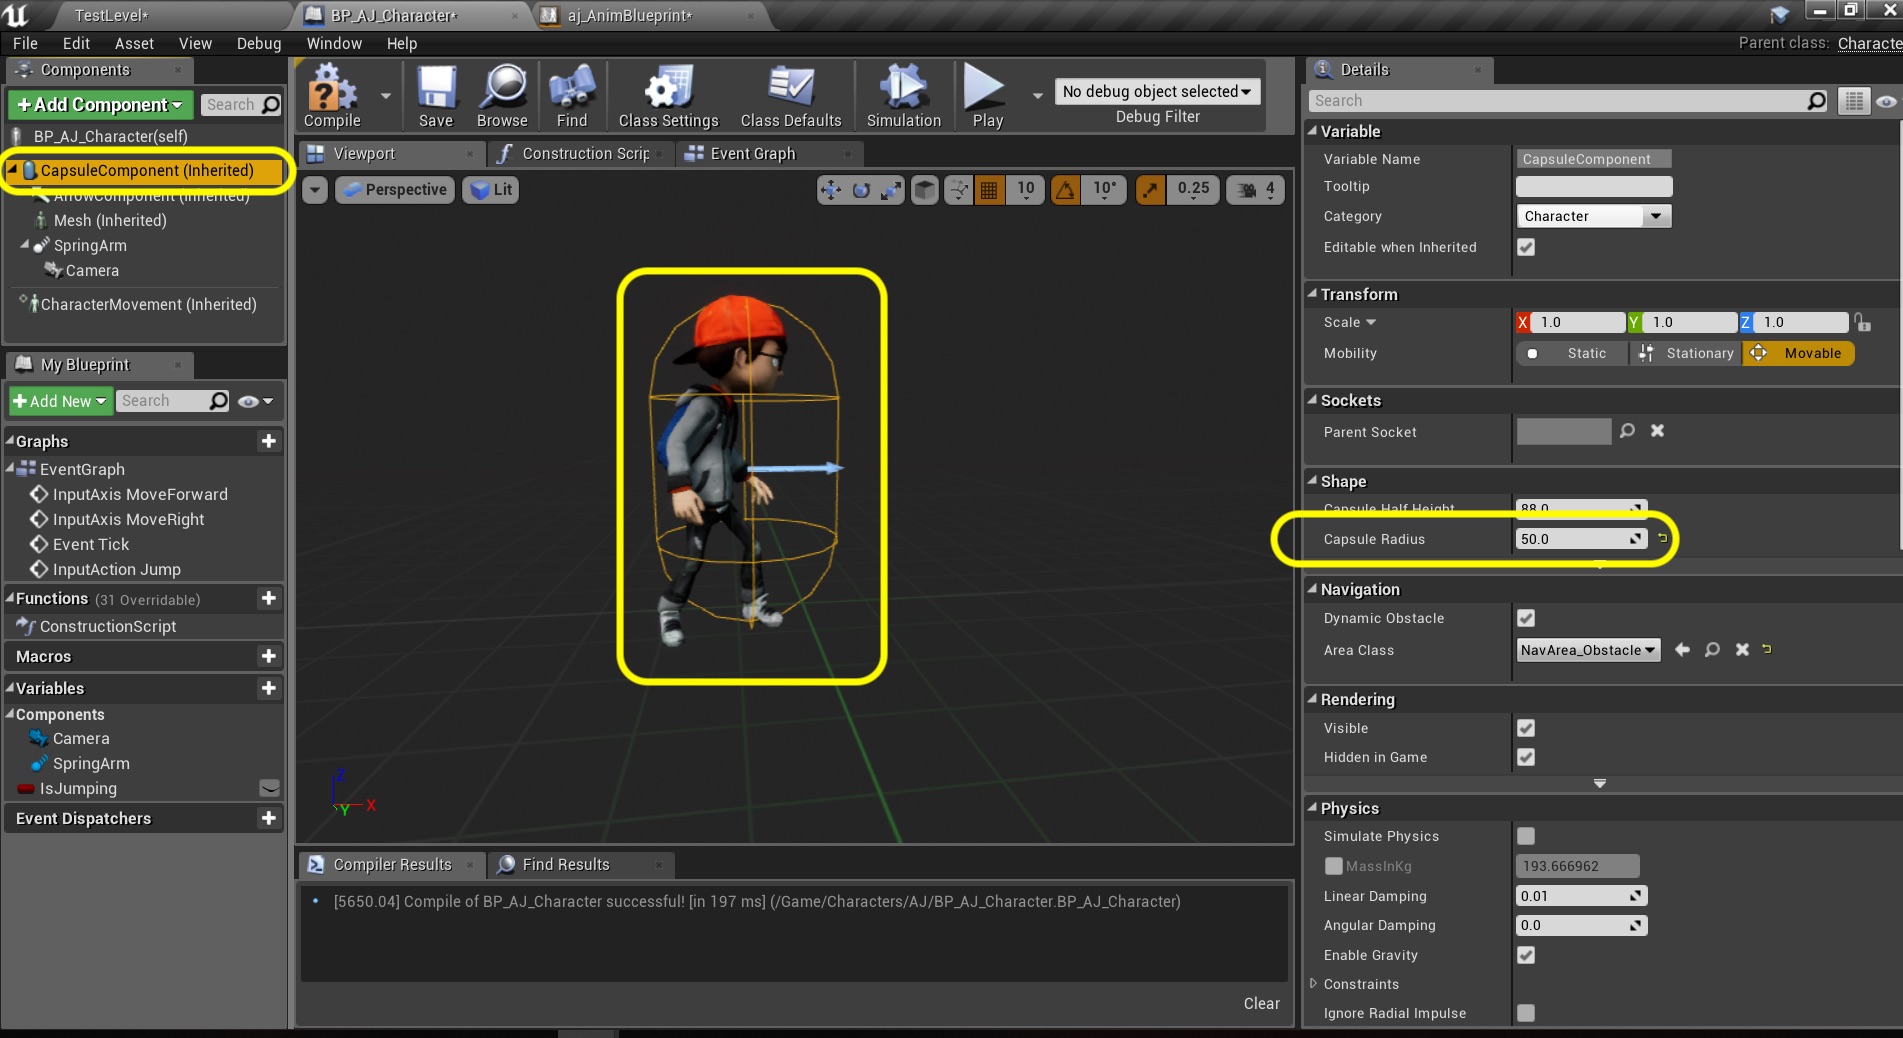 TestLevel*
BP_AJ_Character*
aj_AnimBlueprint*
File Edit Asset View Debug Window Help
Parent class: Characte
Components
+Add Component
Search
BP_AJ_Character(self)
CapsuleComponent (Inherited)
ArrowComponent (Inherited)
Mesh (Inherited)
SpringArm
Camera
CharacterMovement (Inherited)
My Blueprint
+Add New
Search
Graphs
EventGraph
InputAxis MoveForward
InputAxis MoveRight
Event Tick
InputAction Jump
Functions (31 Overridable)
ConstructionScript
Macros
Variables
Components
Camera
SpringArm
IsJumping
Event Dispatchers
Compile
Save
Browse
Find
Class Settings
Class Defaults
Simulation
Play
No debug object selected
Debug Filter
Viewport
Construction Scrip
Event Graph
Perspective
Lit
10
10°
0.25
4
Z
Y
X
Compiler Results
Find Results
[5650.04] Compile of BP_AJ_Character successful! [in 197 ms] (/Game/Characters/AJ/BP_AJ_Character.BP_AJ_Character)
Clear
Details
Search
Variable
Variable Name CapsuleComponent
Tooltip
Category Character
Editable when Inherited
Transform
Scale X 1.0 Y 1.0 Z 1.0
Mobility Static Stationary Movable
Sockets
Parent Socket
Shape
Capsule Half Height 88.0
Capsule Radius 50.0
Navigation
Dynamic Obstacle
Area Class NavArea_Obstacle
Rendering
Visible
Hidden in Game
Physics
Simulate Physics
MassInKg 193.666962
Linear Damping 0.01
Angular Damping 0.0
Enable Gravity
Constraints
Ignore Radial Impulse